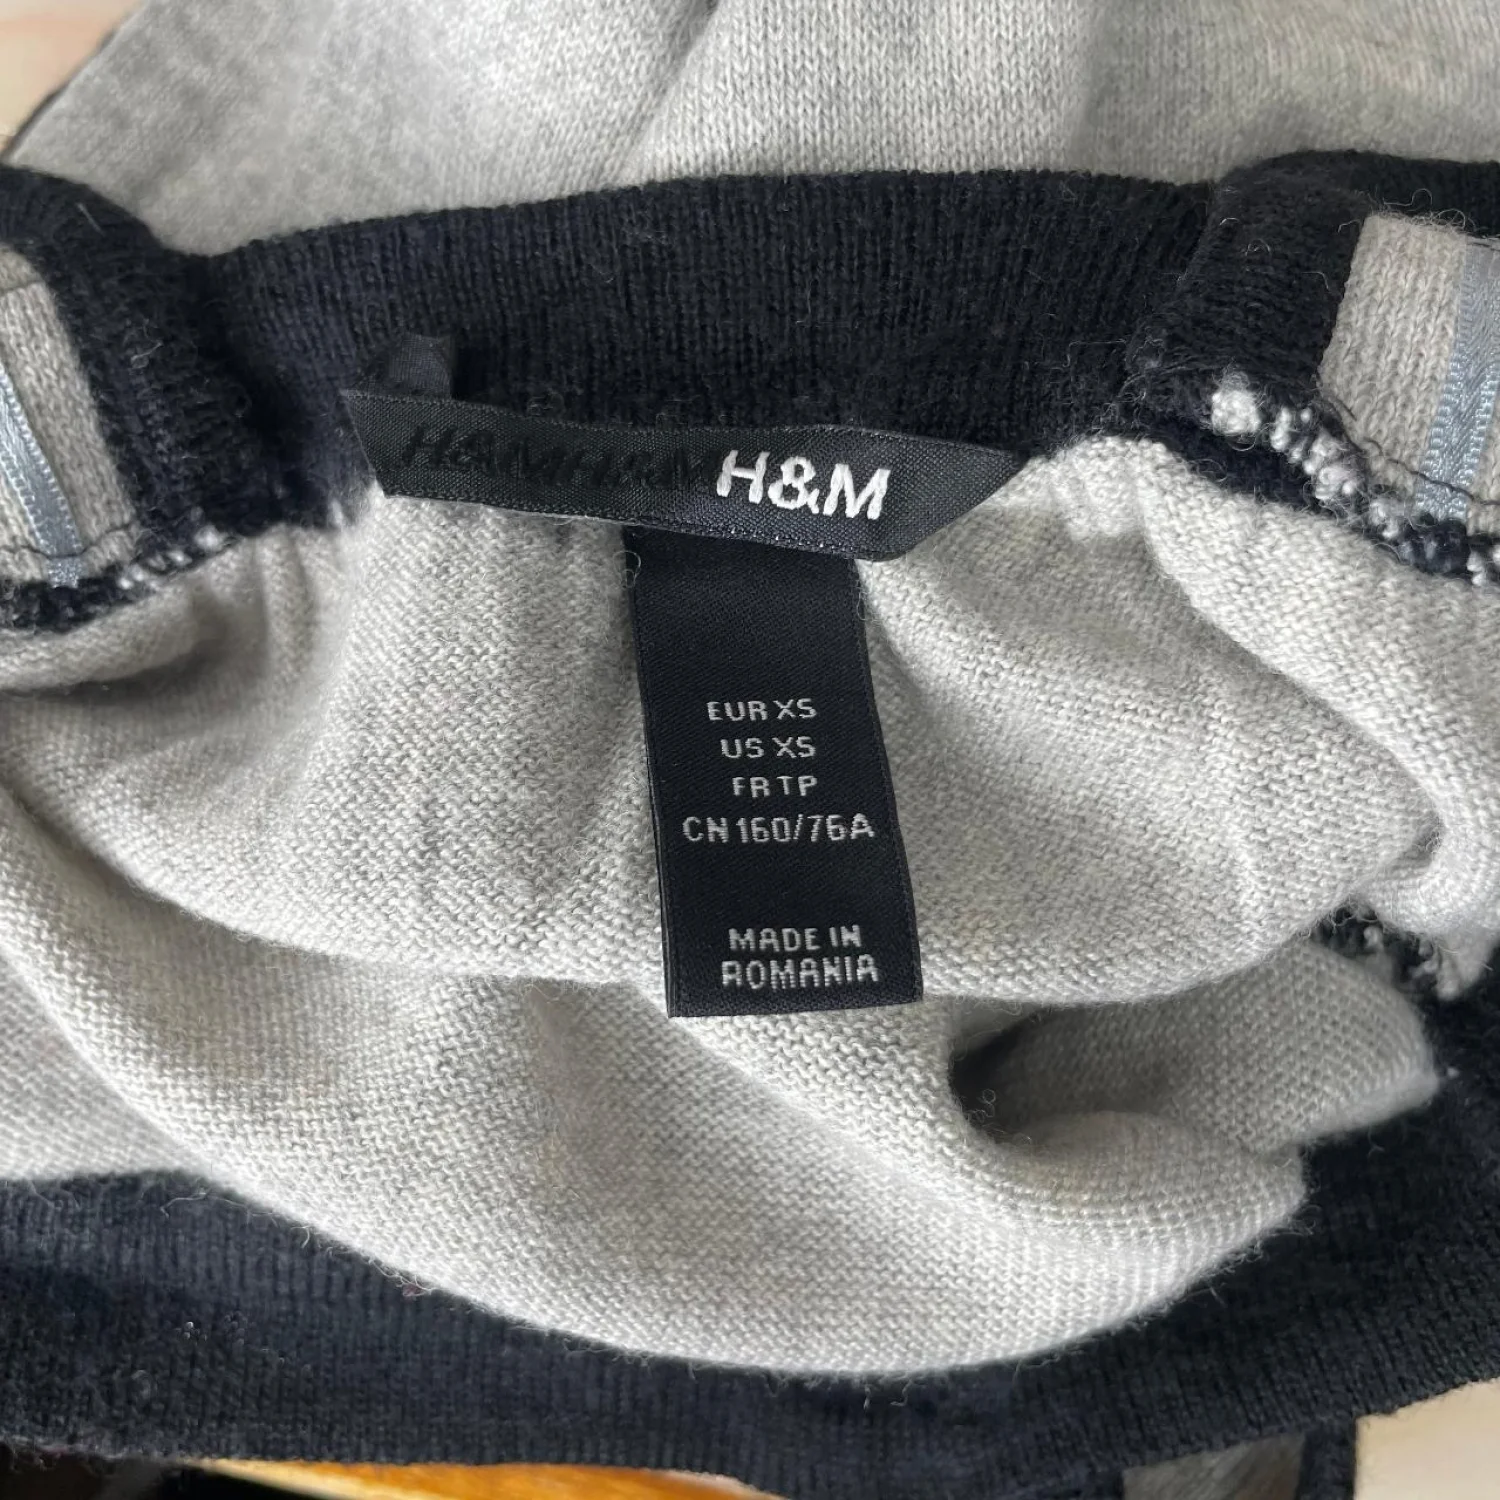 H&M H&M H&M
EUR XS
US XS
FR TP
CN 160/76A
MADE IN
ROMANIA